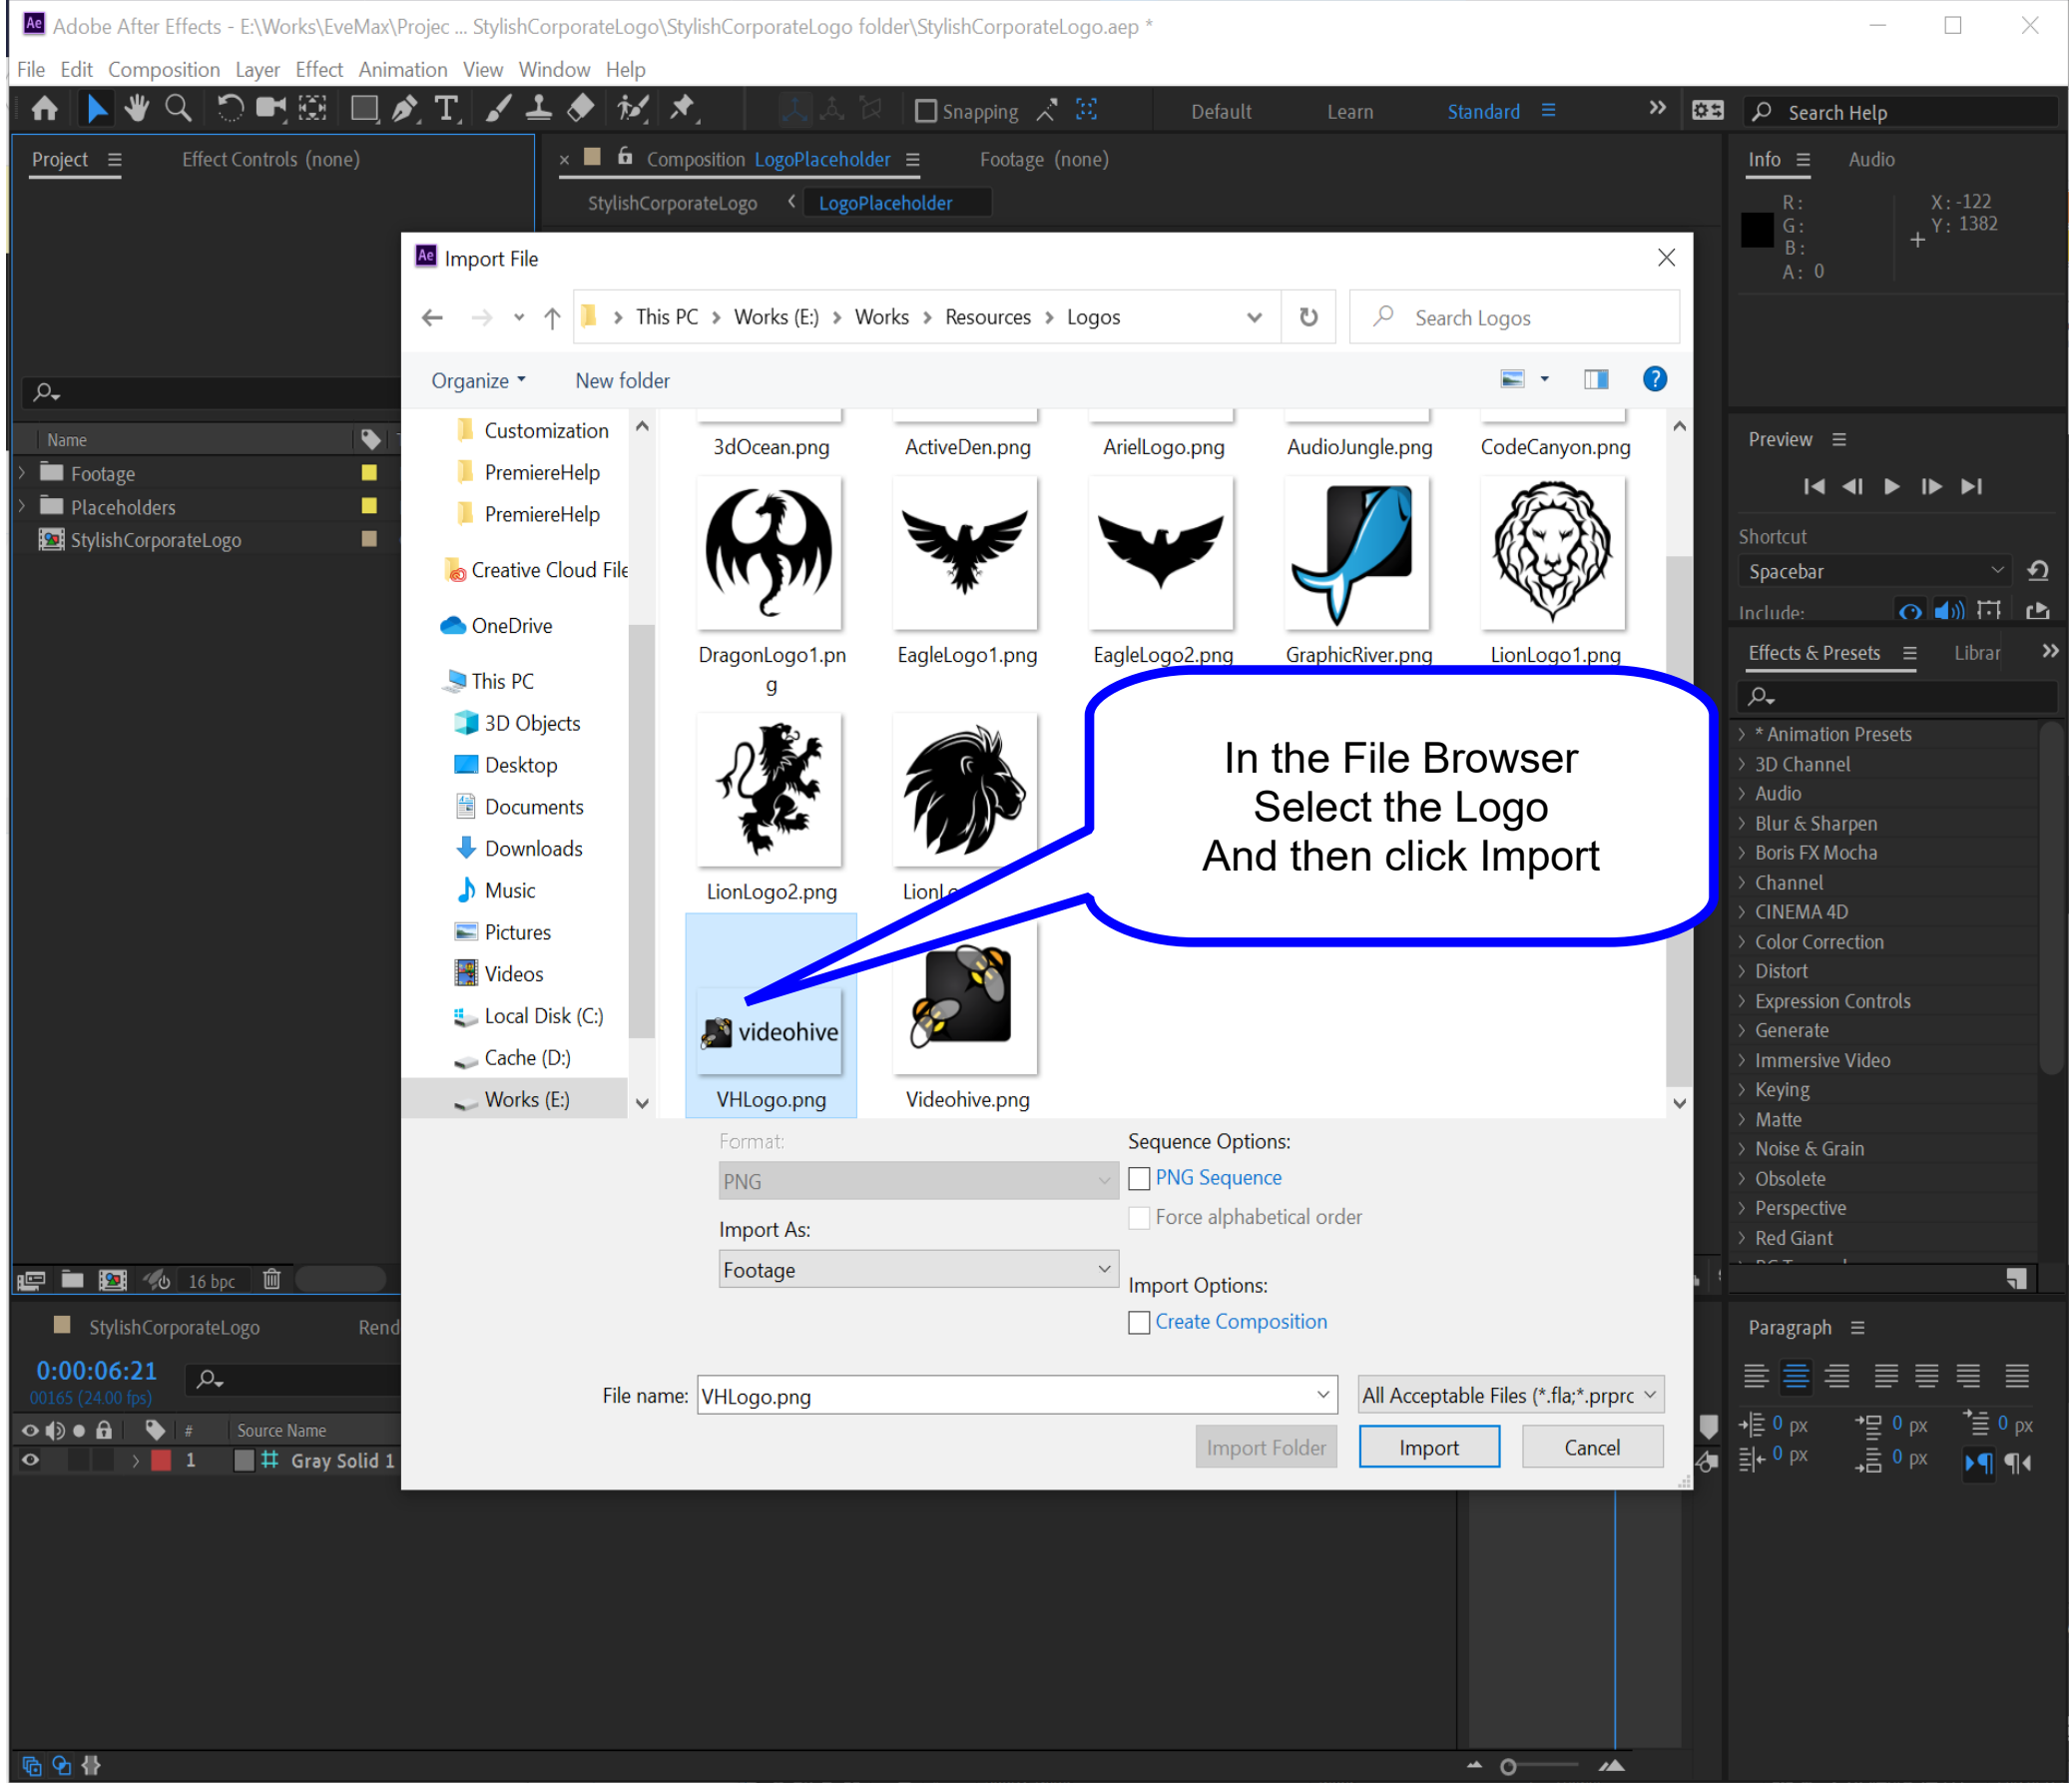 Adobe After Effects - E:\Works\EveMax\Projec ... StylishCorporateLogo\StylishCorporateLogo folder\StylishCorporateLogo.aep *
File Edit Composition Layer Effect Animation View Window Help
Snapping Default Learn Standard Search Help
Project Effect Controls (none) Composition LogoPlaceholder Footage (none) Info Audio
StylishCorporateLogo LogoPlaceholder
R:
G:
B:
A: 0
X: -122
Y: 1382
Ae Import File
This PC > Works (E:) > Works > Resources > Logos
Search Logos
Organize New folder
Name
Footage
Placeholders
StylishCorporateLogo
Customization
PremiereHelp
PremiereHelp
Creative Cloud File
OneDrive
This PC
3D Objects
Desktop
Documents
Downloads
Music
Pictures
Videos
Local Disk (C:)
Cache (D:)
Works (E:)
3dOcean.png ActiveDen.png ArielLogo.png AudioJungle.png CodeCanyon.png
DragonLogo1.pn
g
EagleLogo1.png EagleLogo2.png GraphicRiver.png LionLogo1.png
LionLogo2.png
videohive
VHLogo.png Videohive.png
In the File Browser
Select the Logo
And then click Import
Format:
PNG
Import As:
Footage
Sequence Options:
PNG Sequence
Force alphabetical order
Import Options:
Create Composition
File name: VHLogo.png All Acceptable Files (*.fla;*.prprc
Import Folder Import Cancel
Preview
Shortcut
Spacebar
Include:
Effects & Presets Librar
* Animation Presets
3D Channel
Audio
Blur & Sharpen
Boris FX Mocha
Channel
CINEMA 4D
Color Correction
Distort
Expression Controls
Generate
Immersive Video
Keying
Matte
Noise & Grain
Obsolete
Perspective
Red Giant
16 bpc
StylishCorporateLogo Rend
0:00:06:21
00165 (24.00 fps)
# Source Name
1 Gray Solid 1
Paragraph
0 px 0 px 0 px
0 px 0 px